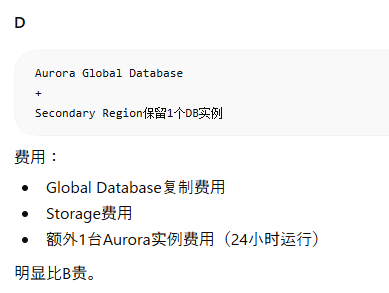 D
Aurora Global Database
+
Secondary Region保留1个DB实例
费用：
Global Database复制费用
Storage费用
额外1台Aurora实例费用（24小时运行）
明显比B贵。